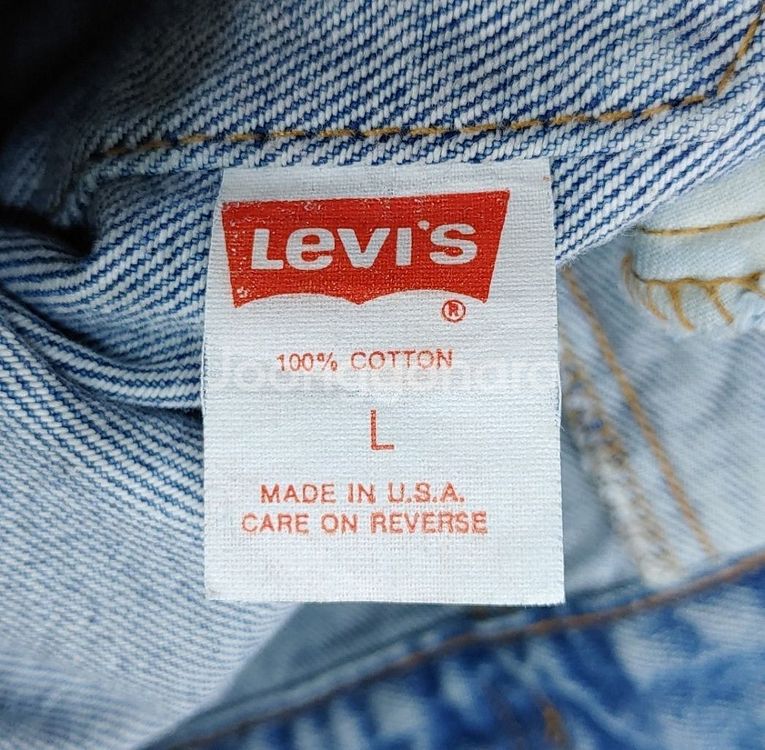 Levi's
®
100% COTTON
L
MADE IN U.S.A.
CARE ON REVERSE